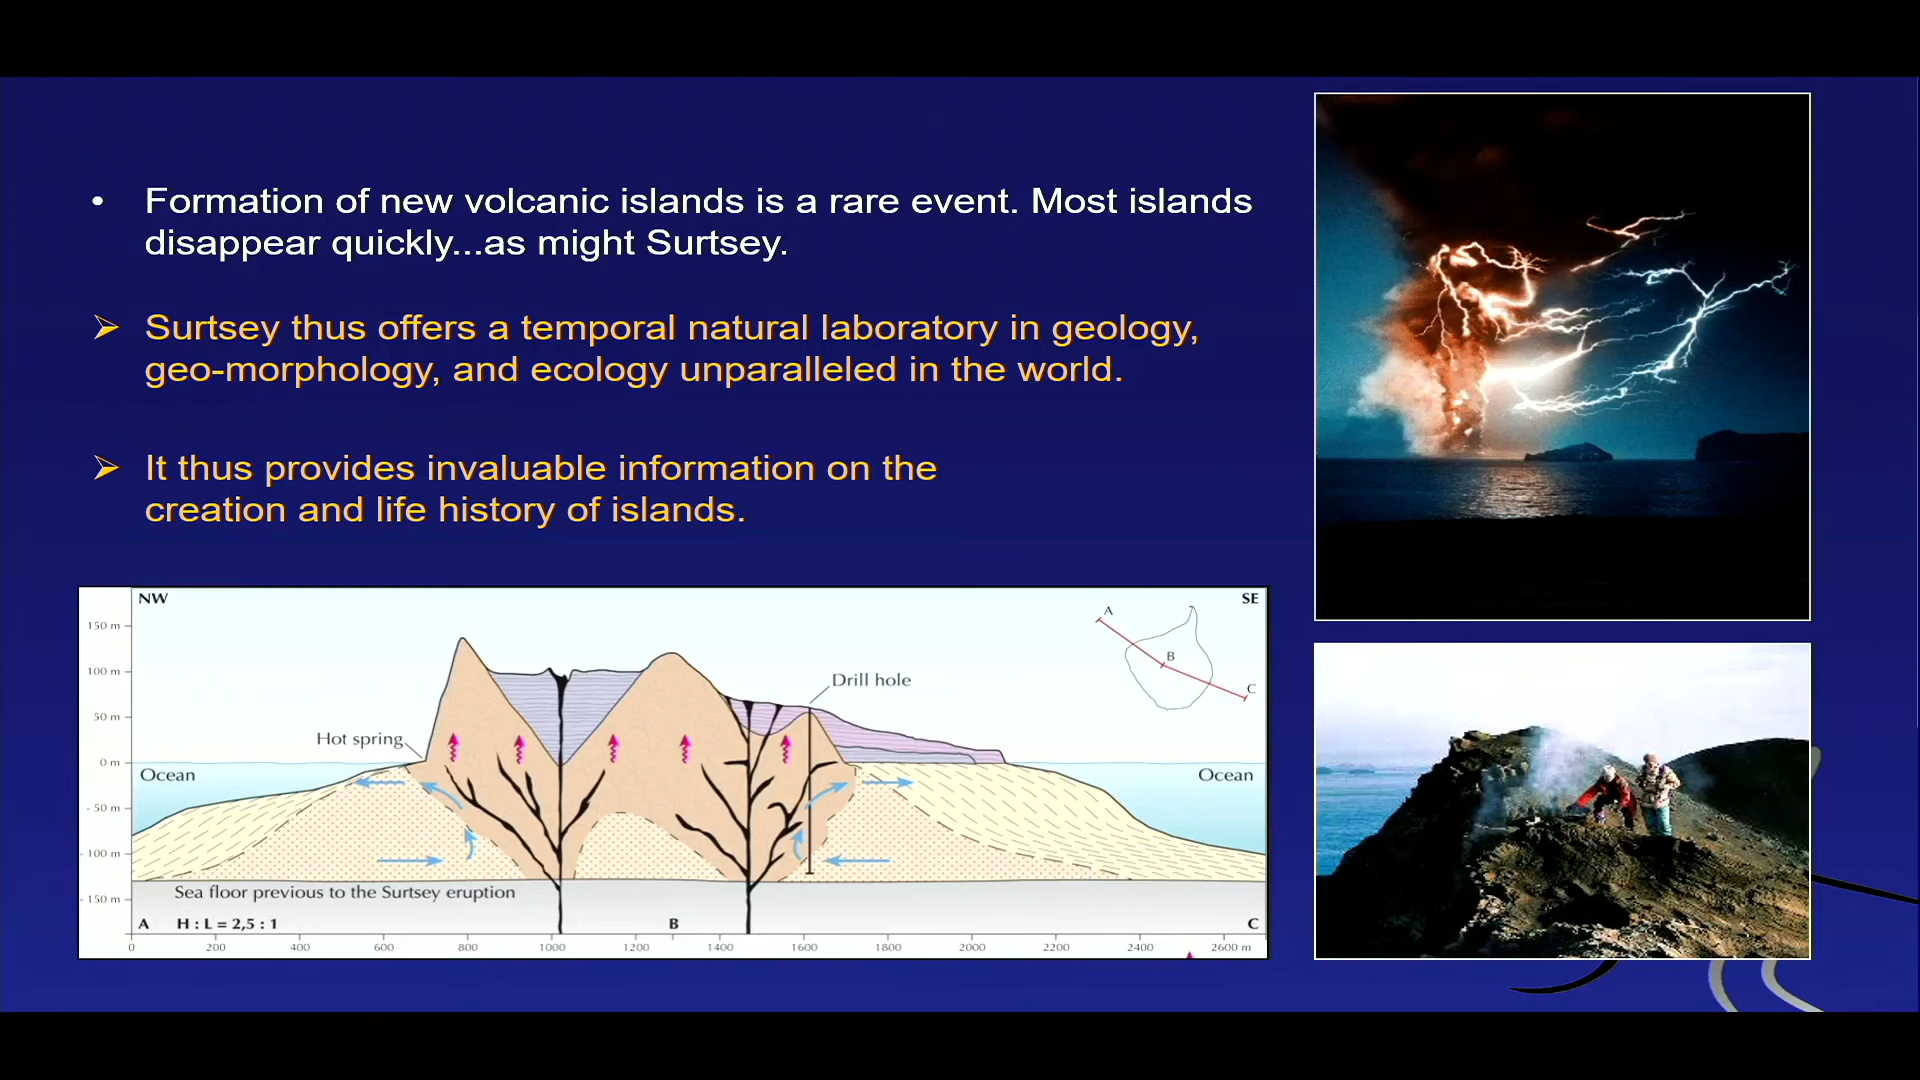 • Formation of new volcanic islands is a rare event. Most islands
disappear quickly...as might Surtsey.
➢ Surtsey thus offers a temporal natural laboratory in geology,
geo-morphology, and ecology unparalleled in the world.
➢ It thus provides invaluable information on the
creation and life history of islands.
NW
SE
150 m
100 m
50 m
0 m
- 50 m
- 100 m
- 150 m
A
B
C
Drill hole
Hot spring
Ocean
Ocean
Sea floor previous to the Surtsey eruption
A H : L = 2,5 : 1 B C
0 200 400 600 800 1000 1200 1400 1600 1800 2000 2200 2400 2600 m